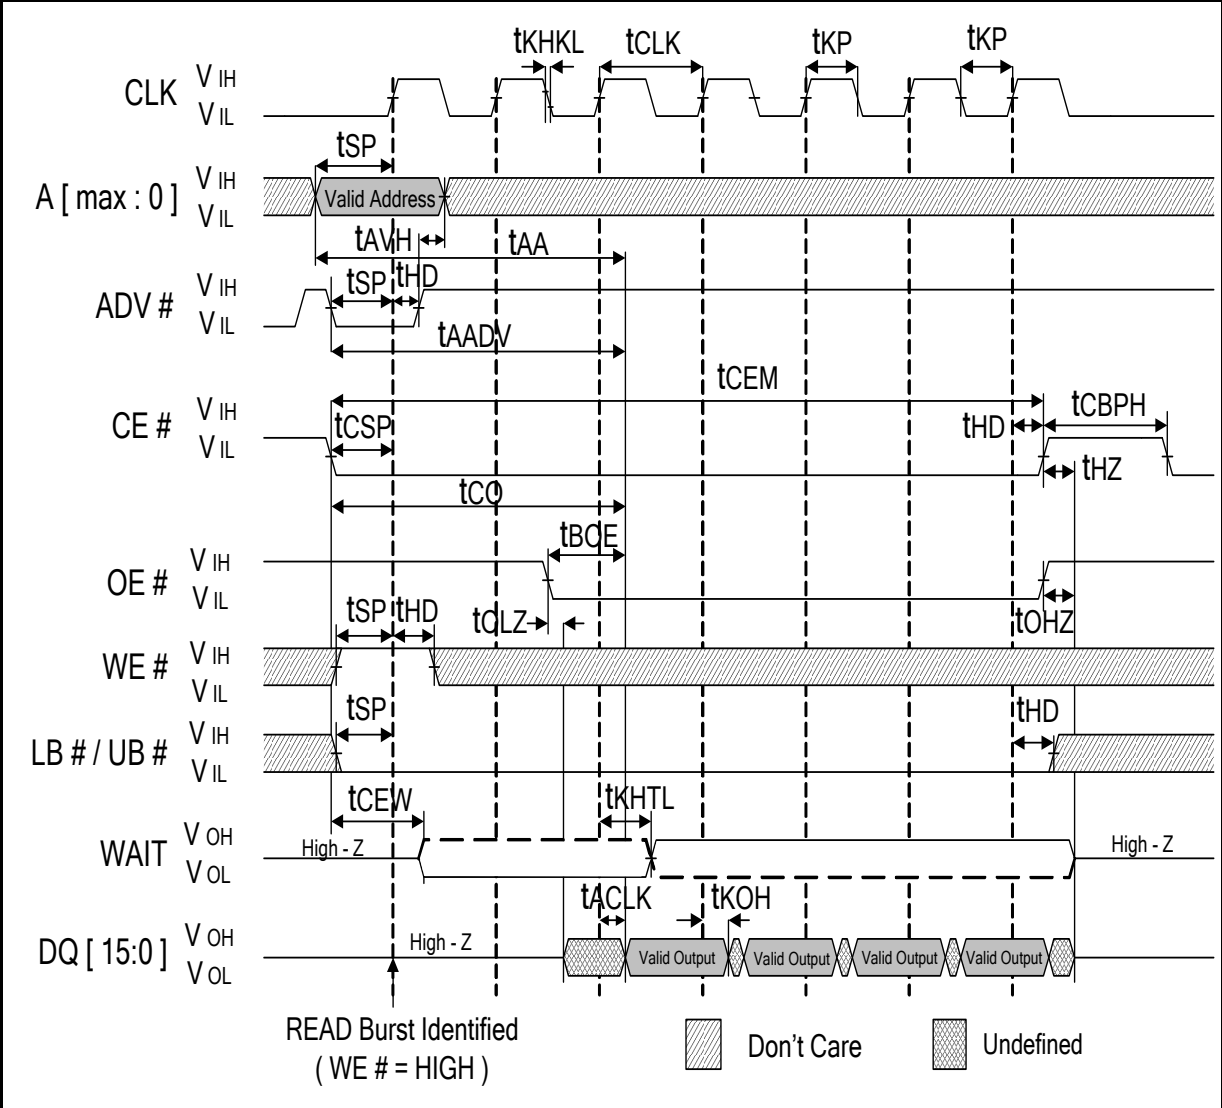 tKHKL tCLK tKP tKP
CLK V IH
V IL
tSP
A [ max : 0 ] V IH
V IL
Valid Address
tAVH tAA
tSP tHD
ADV # V IH
V IL
tAADV
tCEM
CE # V IH
V IL
tCSP tHD tCBPH
tHZ
tCO
tBOE
OE # V IH
V IL
tSP tHD tOLZ tOHZ
WE # V IH
V IL
tSP tHD
LB # / UB # V IH
V IL
tCEW tKHTL
WAIT V OH
V OL
High - Z High - Z
tACLK tKOH
DQ [ 15:0 ] V OH
V OL
High - Z Valid Output Valid Output Valid Output Valid Output
READ Burst Identified
( WE # = HIGH )
Don't Care Undefined